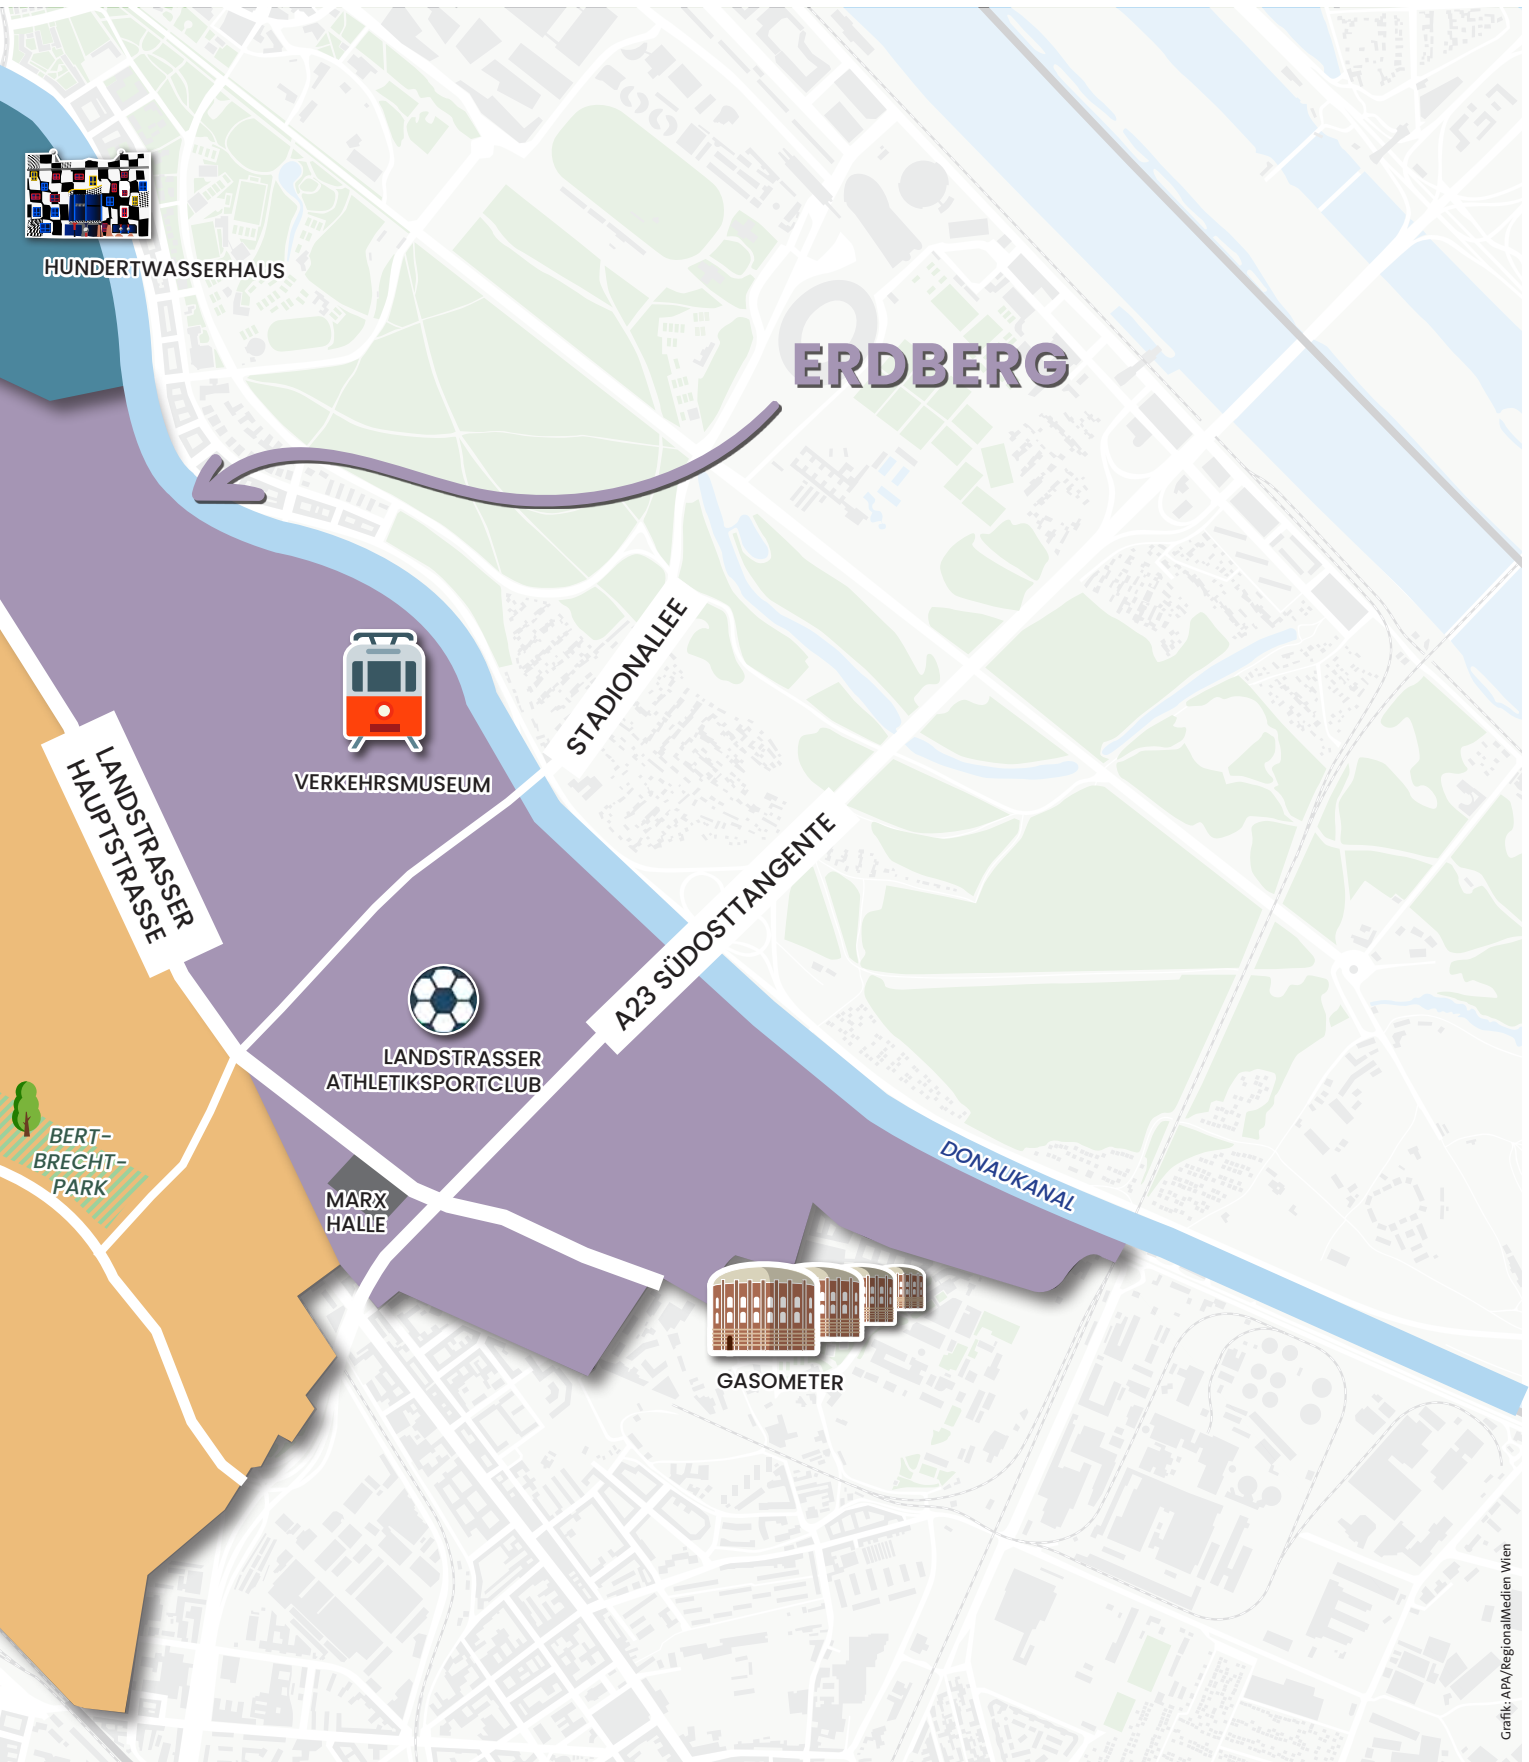 HUNDERTWASSERHAUS
ERDBERG
STADIONALLEE
VERKEHRSMUSEUM
LANDSTRASSER
HAUPTSTRASSE
A23 SÜDOSTTANGENTE
LANDSTRASSER
ATHLETIKSPORTCLUB
BERT-
BRECHT-
PARK
MARX
HALLE
DONAUKANAL
GASOMETER
Grafik: APA/RegionalMedien Wien